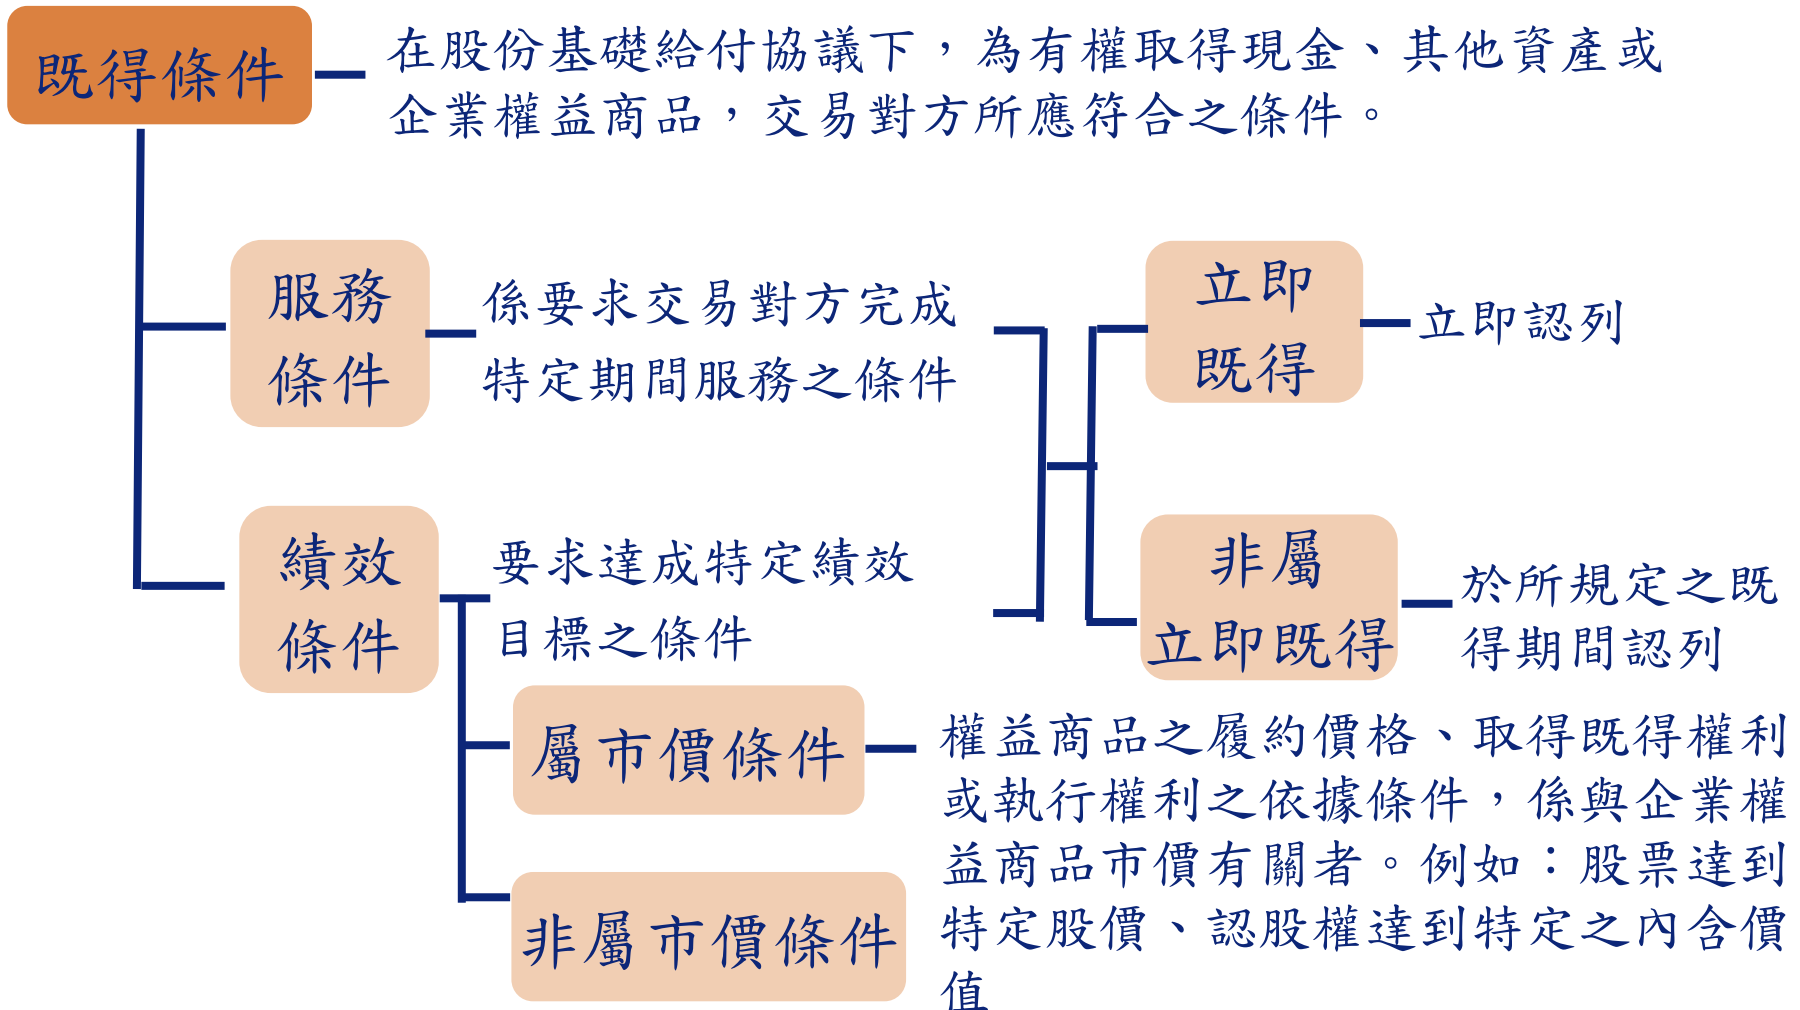 既得條件
在股份基礎給付協議下，為有權取得現金、其他資產或
企業權益商品，交易對方所應符合之條件。
服務
條件
係要求交易對方完成
特定期間服務之條件
立即
既得
立即認列
績效
條件
要求達成特定績效
目標之條件
非屬
立即既得
於所規定之既
得期間認列
屬市價條件
權益商品之履約價格、取得既得權利
或執行權利之依據條件，係與企業權
益商品市價有關者。例如：股票達到
特定股價、認股權達到特定之內含價
值
非屬市價條件